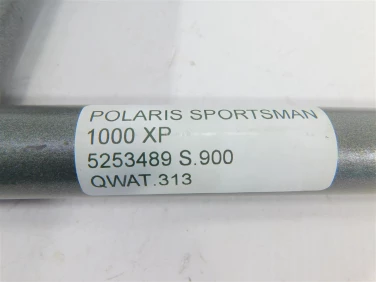 POLARIS SPORTSMAN
1000 XP
5253489 S.900
QWAT.313